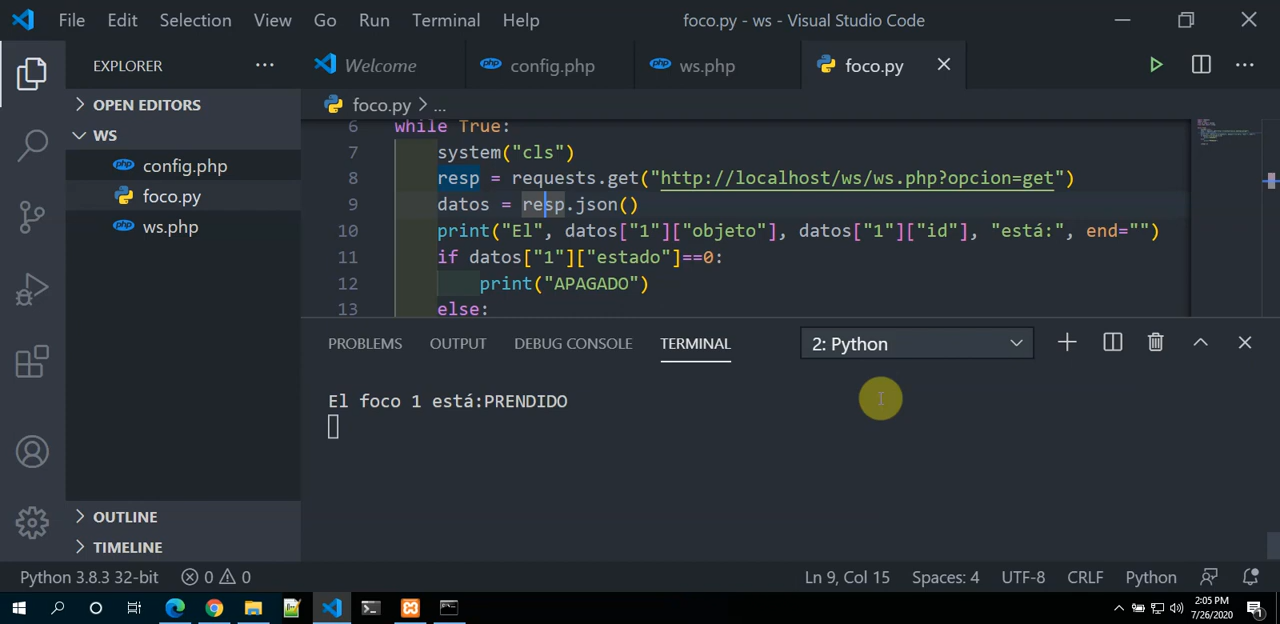 File Edit Selection View Go Run Terminal Help foco.py - ws - Visual Studio Code
EXPLORER ...
Welcome config.php ws.php foco.py
OPEN EDITORS
WS
config.php
foco.py
ws.php
OUTLINE
TIMELINE
foco.py > ...
6 while True:
7 system("cls")
8 resp = requests.get("http://localhost/ws/ws.php?opcion=get")
9 datos = resp.json()
10 print("El", datos["1"]["objeto"], datos["1"]["id"], "está:", end="")
11 if datos["1"]["estado"]==0:
12 print("APAGADO")
13 else:
PROBLEMS OUTPUT DEBUG CONSOLE TERMINAL 2: Python
El foco 1 está:PRENDIDO
Python 3.8.3 32-bit 0 0 Ln 9, Col 15 Spaces: 4 UTF-8 CRLF Python
2:05 PM
7/26/2020
1